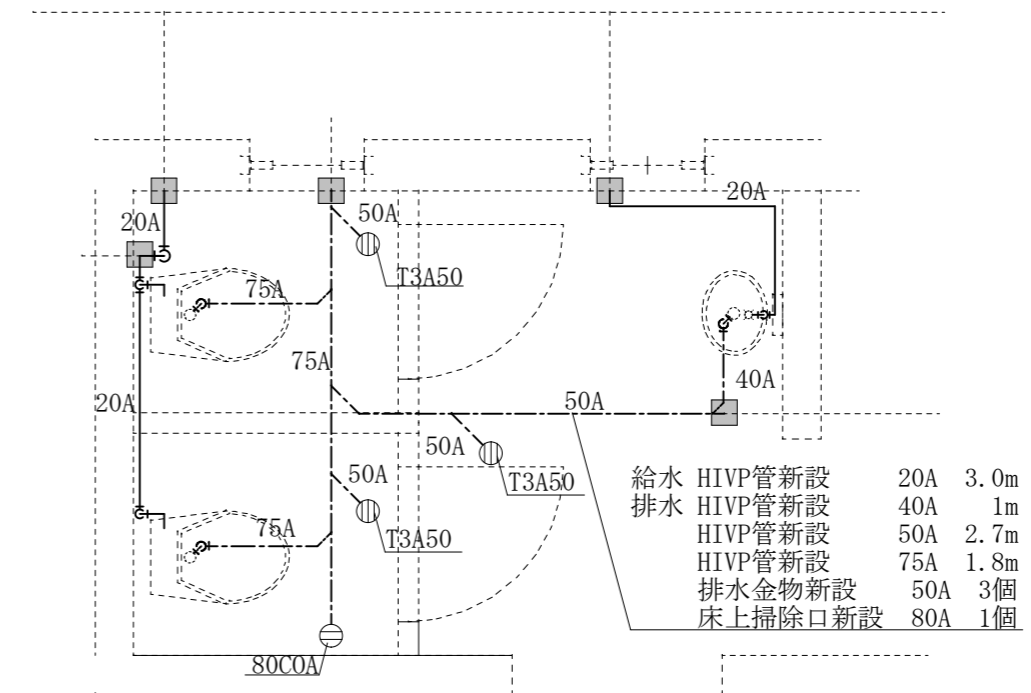 20A
50A
20A
T3A50
75A
75A
40A
20A
50A
50A
50A
T3A50
75A
T3A50
80COA
給水 HIVP管新設 20A 3.0m
排水 HIVP管新設 40A 1m
HIVP管新設 50A 2.7m
HIVP管新設 75A 1.8m
排水金物新設 50A 3個
床上掃除口新設 80A 1個